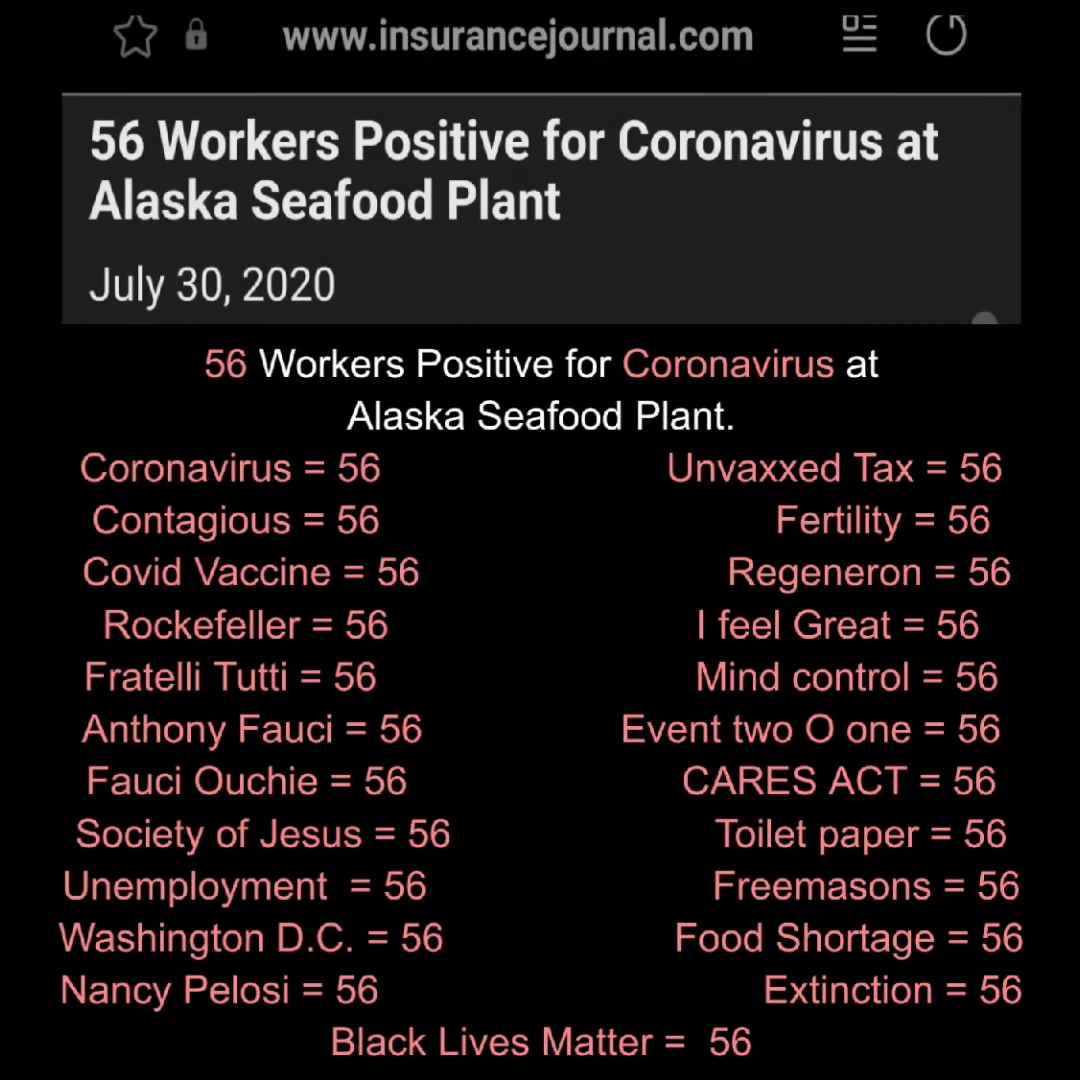 www.insurancejournal.com
56 Workers Positive for Coronavirus at
Alaska Seafood Plant
July 30, 2020
56 Workers Positive for Coronavirus at
Alaska Seafood Plant.
Coronavirus = 56
Unvaxxed Tax = 56
Contagious = 56
Fertility = 56
Covid Vaccine = 56
Regeneron = 56
Rockefeller = 56
I feel Great = 56
Fratelli Tutti = 56
Mind control = 56
Anthony Fauci = 56
Event two O one = 56
Fauci Ouchie = 56
CARES ACT = 56
Society of Jesus = 56
Toilet paper = 56
Unemployment = 56
Freemasons = 56
Washington D.C. = 56
Food Shortage = 56
Nancy Pelosi = 56
Extinction = 56
Black Lives Matter = 56